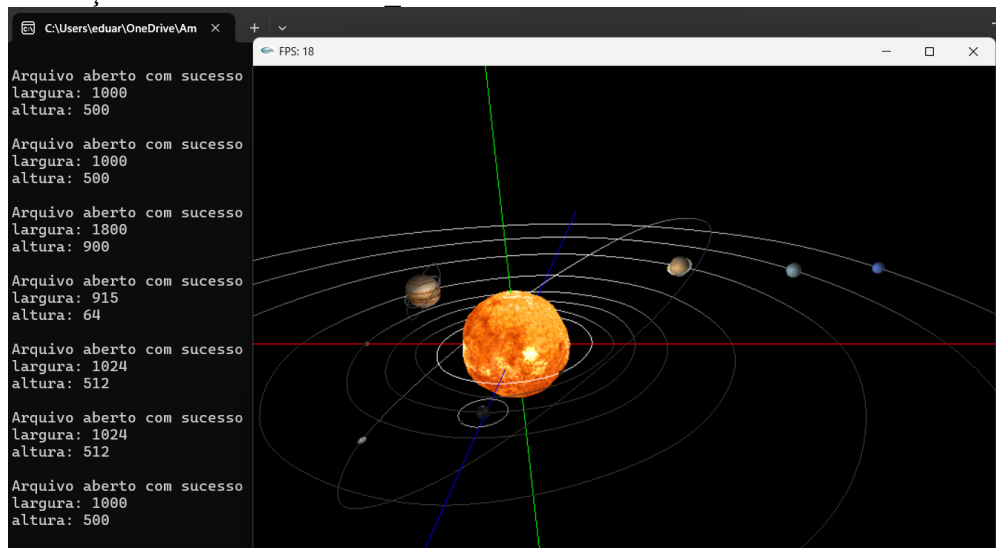 C:\Users\eduar\OneDrive\Am
FPS: 18
Arquivo aberto com sucesso
largura: 1000
altura: 500
Arquivo aberto com sucesso
largura: 1000
altura: 500
Arquivo aberto com sucesso
largura: 1800
altura: 900
Arquivo aberto com sucesso
largura: 915
altura: 64
Arquivo aberto com sucesso
largura: 1024
altura: 512
Arquivo aberto com sucesso
largura: 1024
altura: 512
Arquivo aberto com sucesso
largura: 1000
altura: 500